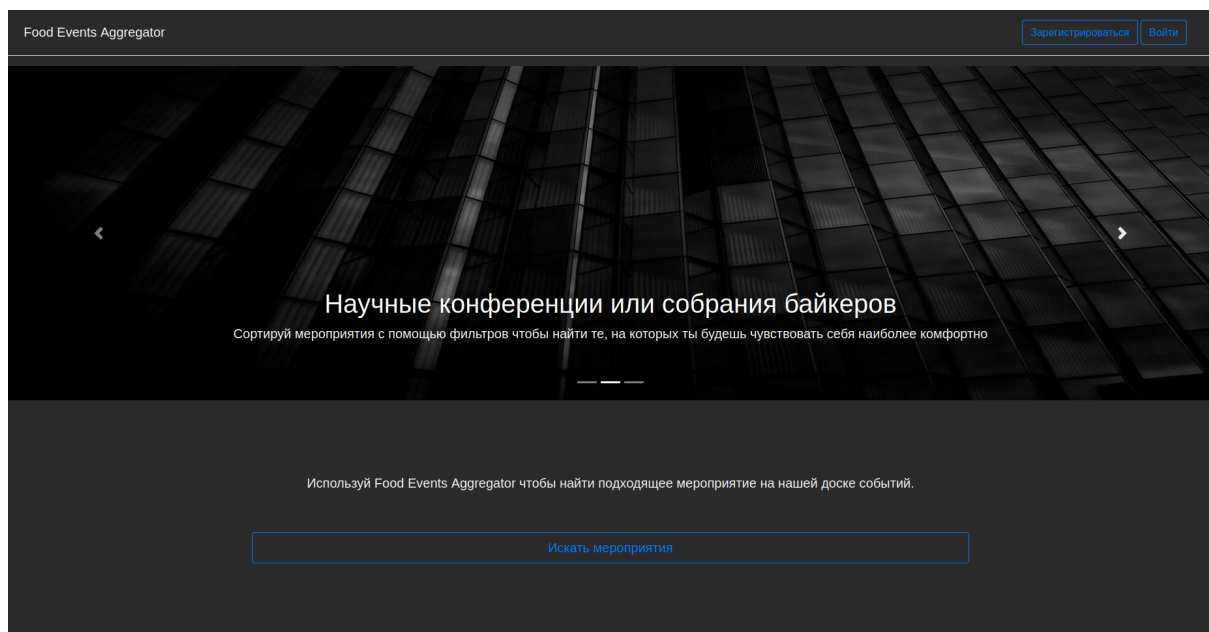 Food Events Aggregator
Зарегистрироваться
Войти
Научные конференции или собрания байкеров
Сортируй мероприятия с помощью фильтров чтобы найти те, на которых ты будешь чувствовать себя наиболее комфортно
Используй Food Events Aggregator чтобы найти подходящее мероприятие на нашей доске событий.
Искать мероприятия